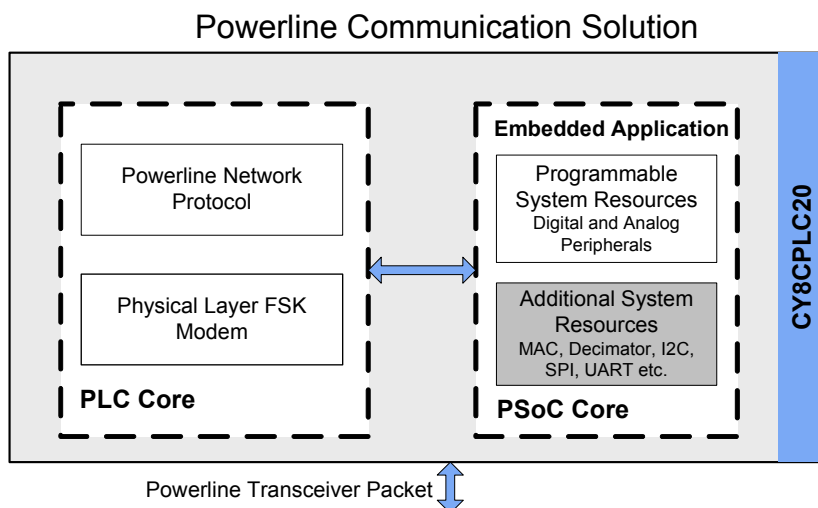 Powerline Communication Solution
Powerline Network
Protocol
Physical Layer FSK
Modem
PLC Core
Embedded Application
Programmable
System Resources
Digital and Analog
Peripherals
Additional System
Resources
MAC, Decimator, I2C,
SPI, UART etc.
PSoC Core
CY8CPLC20
Powerline Transceiver Packet